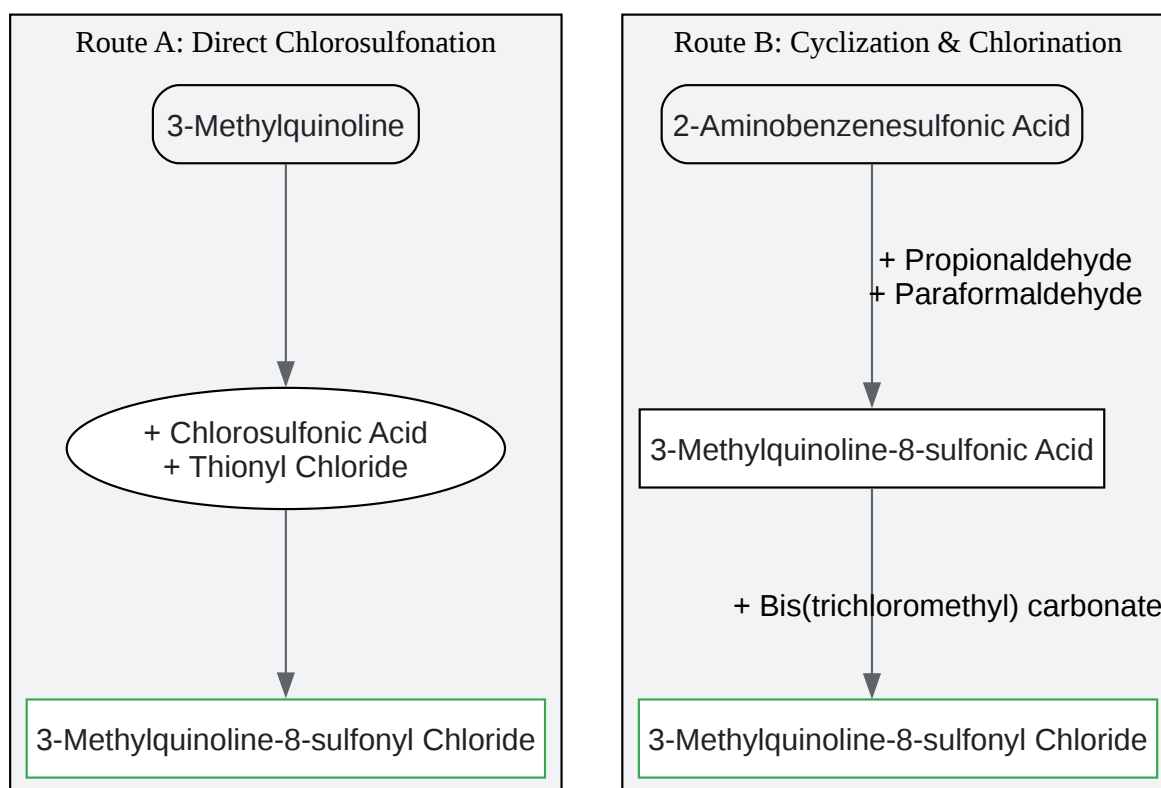 Route A: Direct Chlorosulfonation
3-Methylquinoline
+ Chlorosulfonic Acid
+ Thionyl Chloride
3-Methylquinoline-8-sulfonyl Chloride
Route B: Cyclization & Chlorination
2-Aminobenzenesulfonic Acid
+ Propionaldehyde
+ Paraformaldehyde
3-Methylquinoline-8-sulfonic Acid
+ Bis(trichloromethyl) carbonate
3-Methylquinoline-8-sulfonyl Chloride